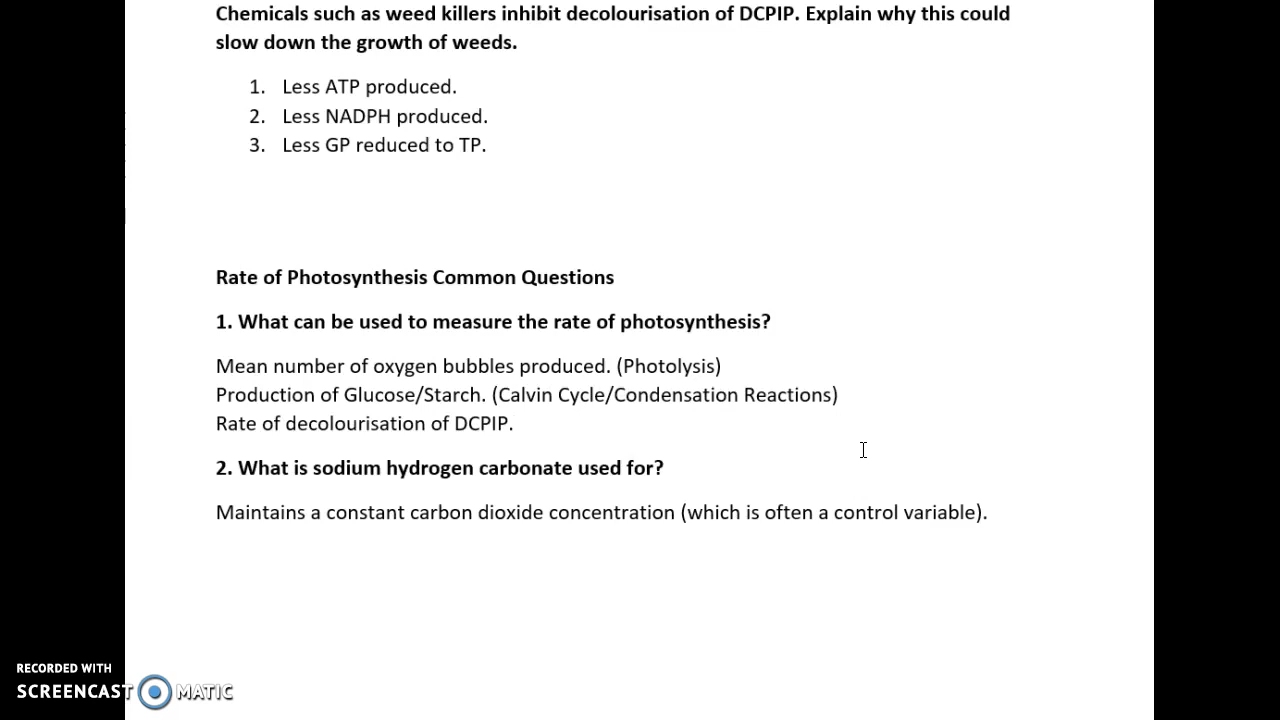 Chemicals such as weed killers inhibit decolourisation of DCPIP. Explain why this could
slow down the growth of weeds.
1. Less ATP produced.
2. Less NADPH produced.
3. Less GP reduced to TP.
Rate of Photosynthesis Common Questions
1. What can be used to measure the rate of photosynthesis?
Mean number of oxygen bubbles produced. (Photolysis)
Production of Glucose/Starch. (Calvin Cycle/Condensation Reactions)
Rate of decolourisation of DCPIP.
2. What is sodium hydrogen carbonate used for?
Maintains a constant carbon dioxide concentration (which is often a control variable).
RECORDED WITH
SCREENCAST MATIC